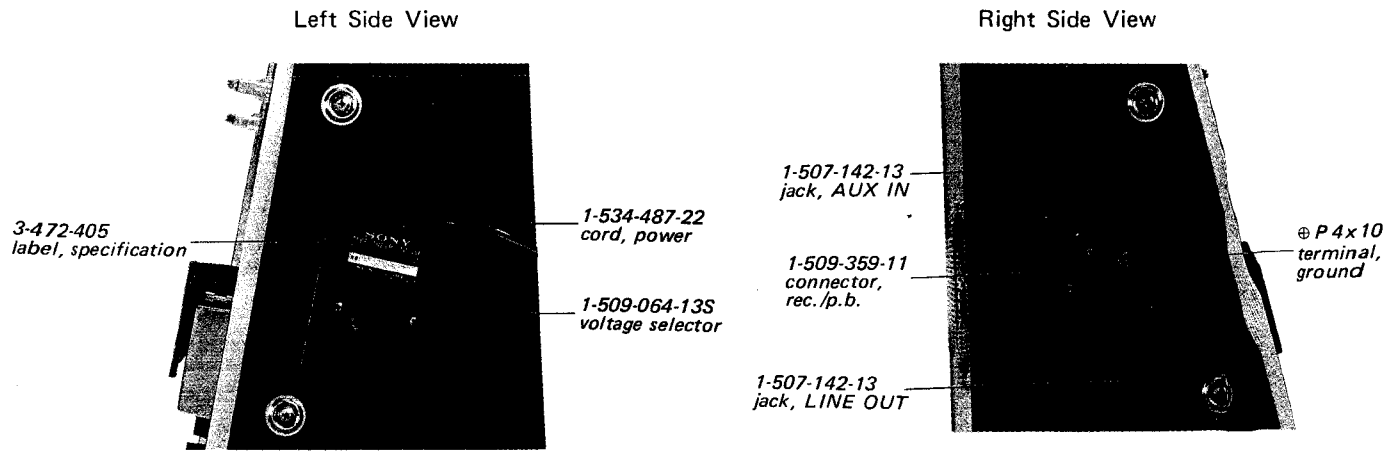 Left Side View
3-472-405
label, specification
SONY
1-534-487-22
cord, power
1-509-064-13S
voltage selector
Right Side View
1-507-142-13
jack, AUX IN
1-509-359-11
connector,
rec./p.b.
1-507-142-13
jack, LINE OUT
⊕ P 4x10
terminal,
ground